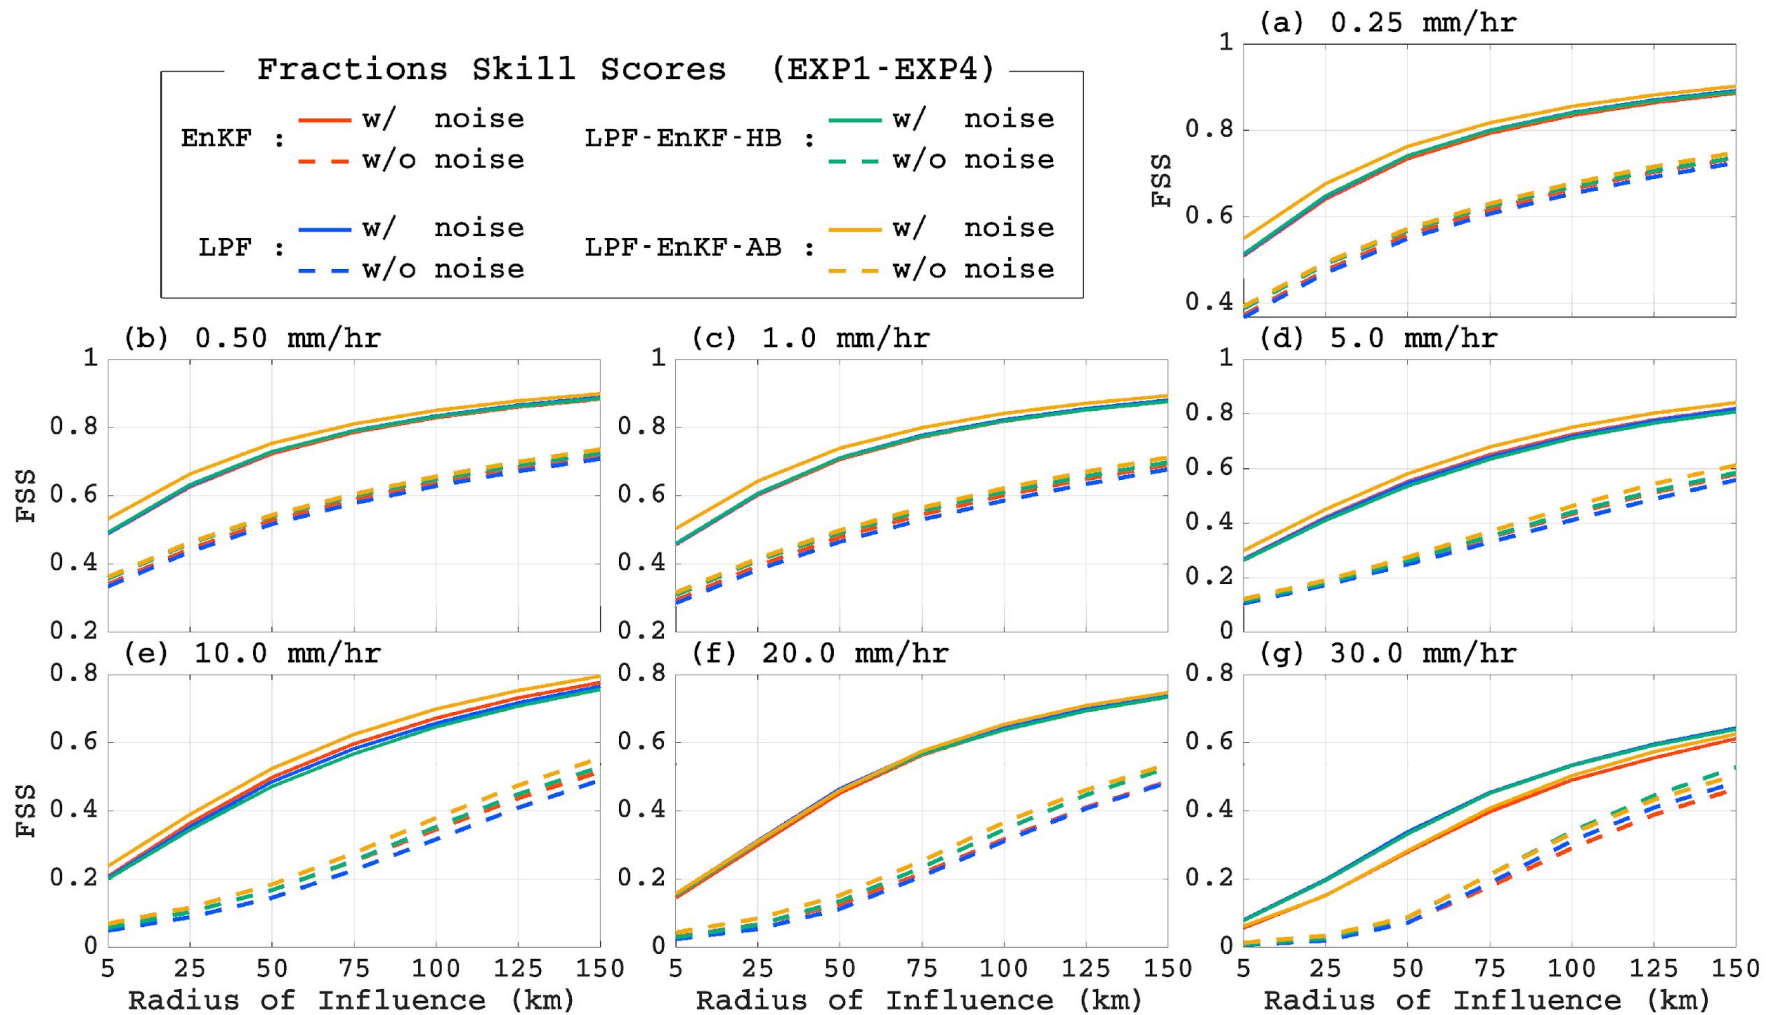 Fractions Skill Scores (EXP1-EXP4)
EnKF : w/ noise
w/o noise
LPF-EnKF-HB : w/ noise
w/o noise
LPF : w/ noise
w/o noise
LPF-EnKF-AB : w/ noise
w/o noise
(a) 0.25 mm/hr
1
0.8
0.6
0.4
FSS
(b) 0.50 mm/hr
1
0.8
0.6
0.4
0.2
FSS
(c) 1.0 mm/hr
1
0.8
0.6
0.4
0.2
(d) 5.0 mm/hr
1
0.8
0.6
0.4
0.2
0
(e) 10.0 mm/hr
0.8
0.6
0.4
0.2
0
FSS
5 25 50 75 100 125 150
Radius of Influence (km)
(f) 20.0 mm/hr
0.8
0.6
0.4
0.2
0
5 25 50 75 100 125 150
Radius of Influence (km)
(g) 30.0 mm/hr
0.8
0.6
0.4
0.2
0
5 25 50 75 100 125 150
Radius of Influence (km)